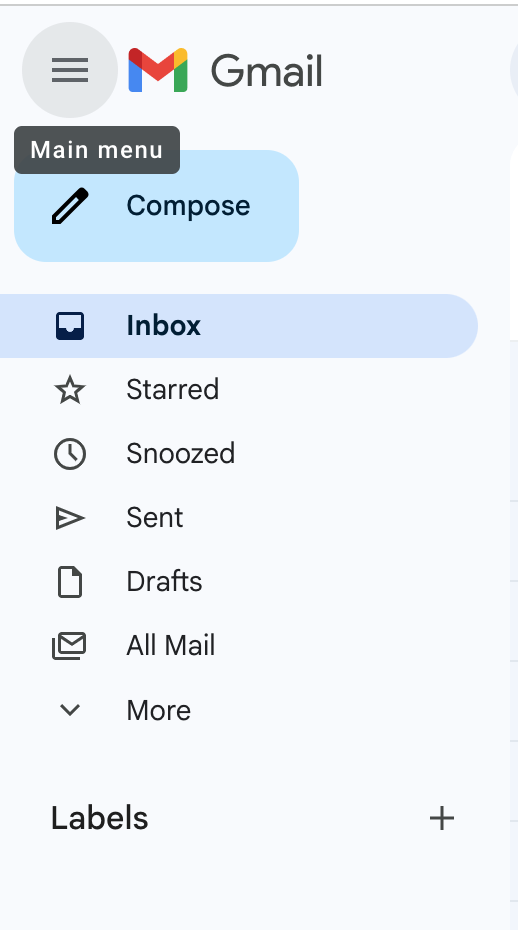 Gmail
Main menu
Compose
Inbox
Starred
Snoozed
Sent
Drafts
All Mail
More
Labels